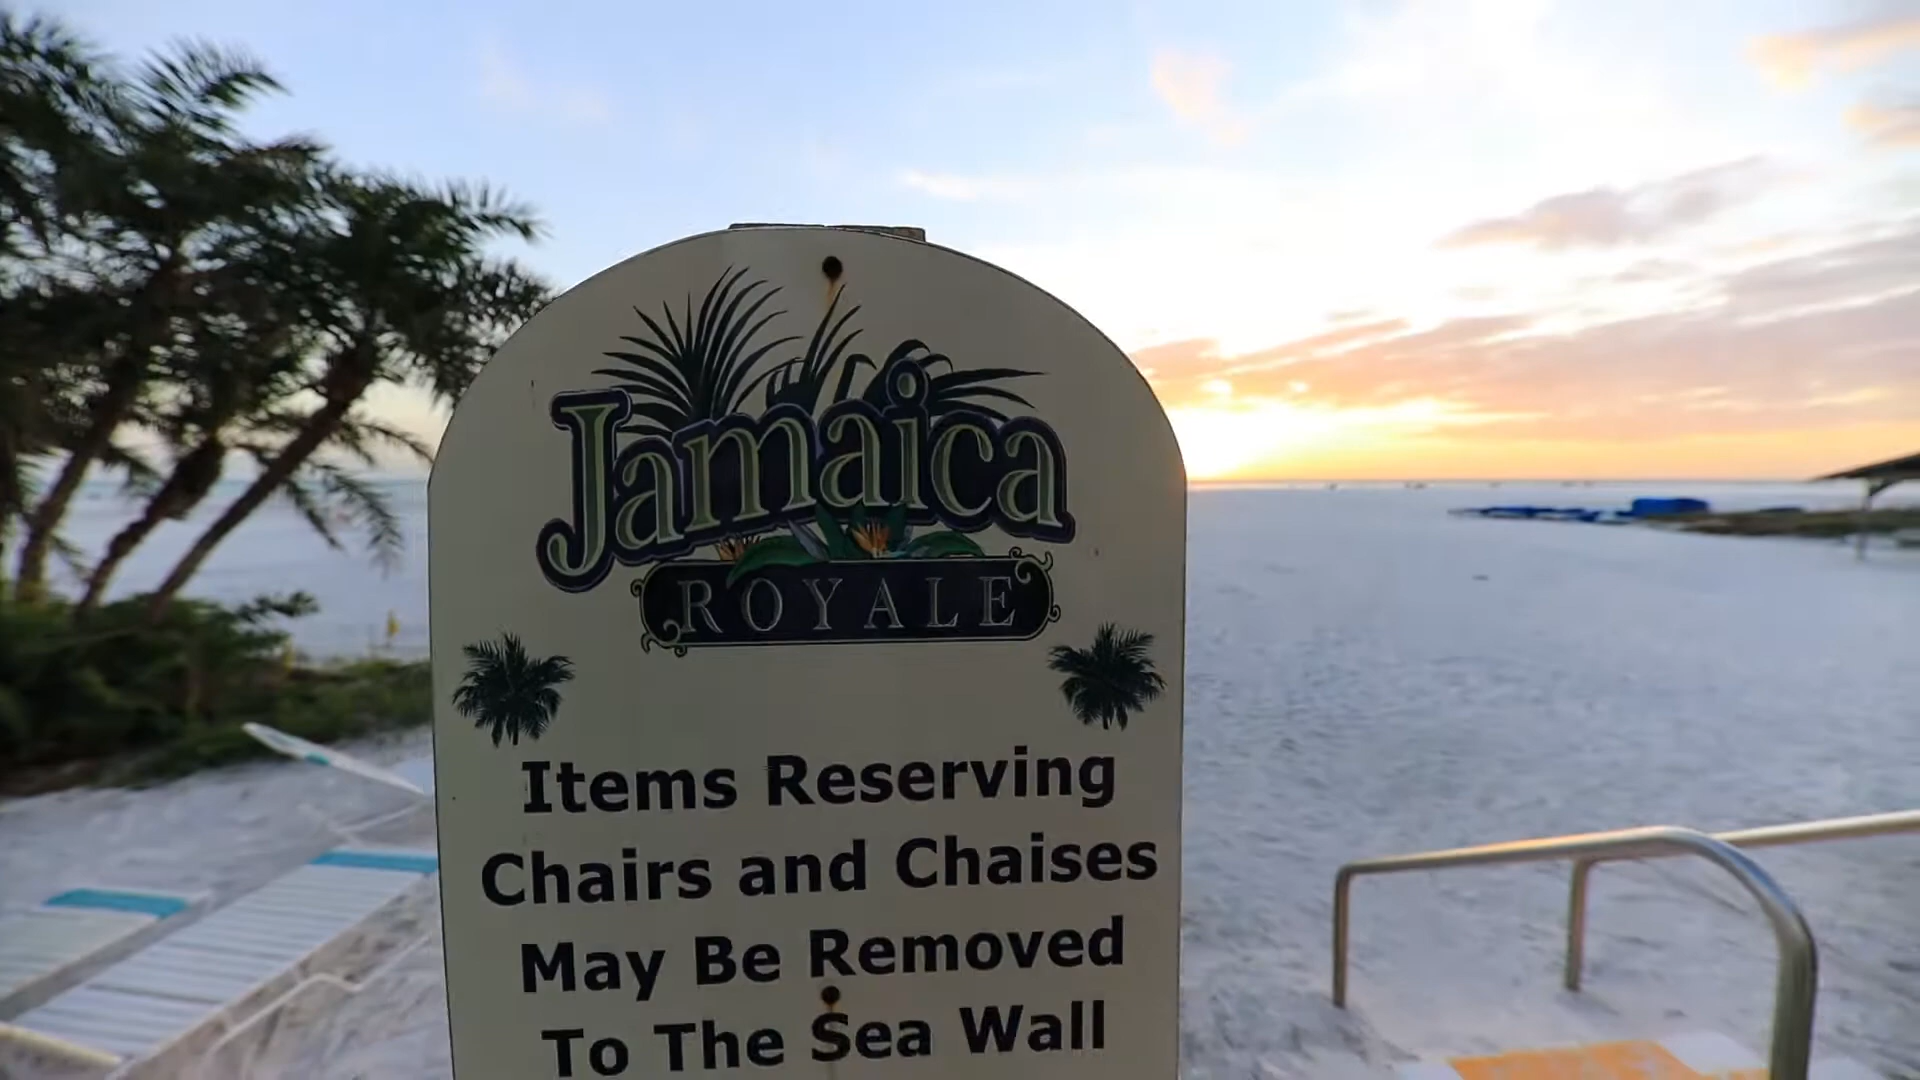 Jamaica
ROYALE
Items Reserving
Chairs and Chaises
May Be Removed
To The Sea Wall